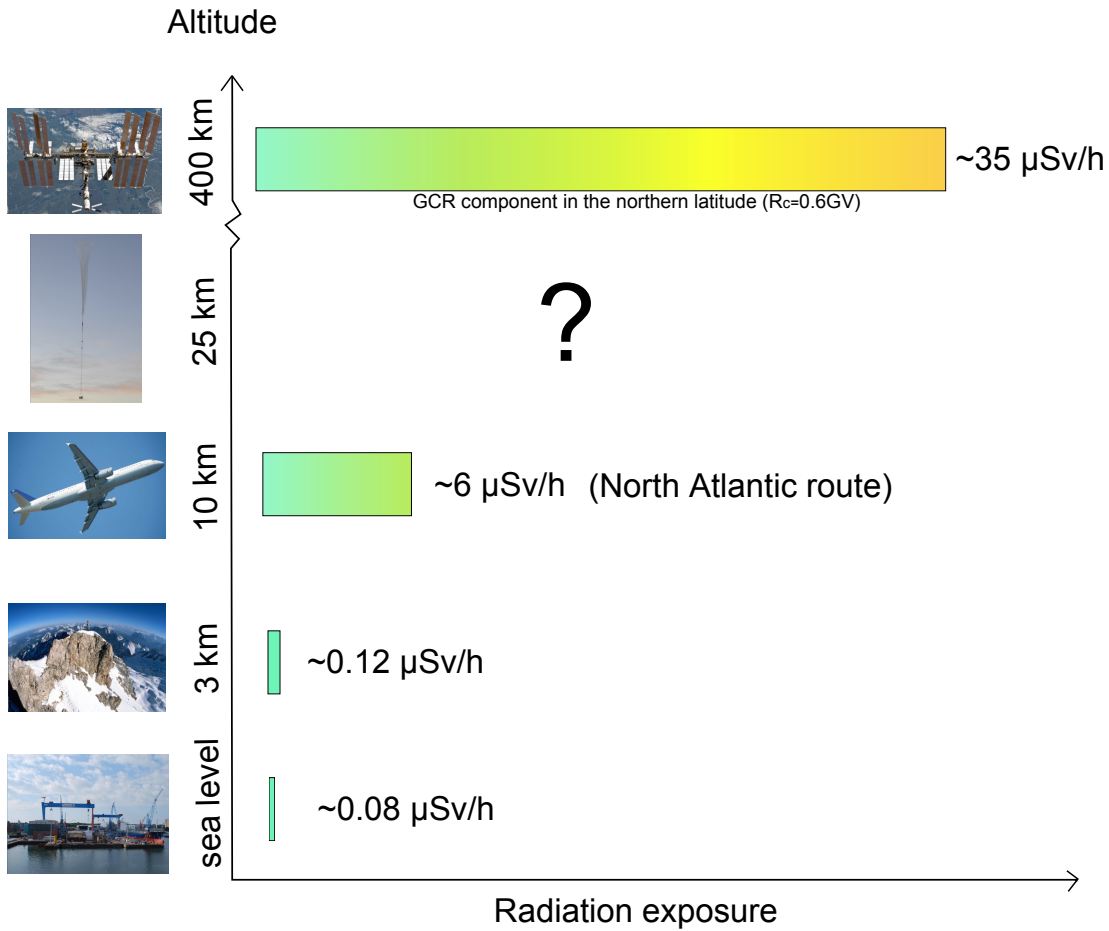 Altitude
400 km
~35 µSv/h
GCR component in the northern latitude (Rc=0.6GV)
25 km
?
10 km
~6 µSv/h (North Atlantic route)
3 km
~0.12 µSv/h
sea level
~0.08 µSv/h
Radiation exposure